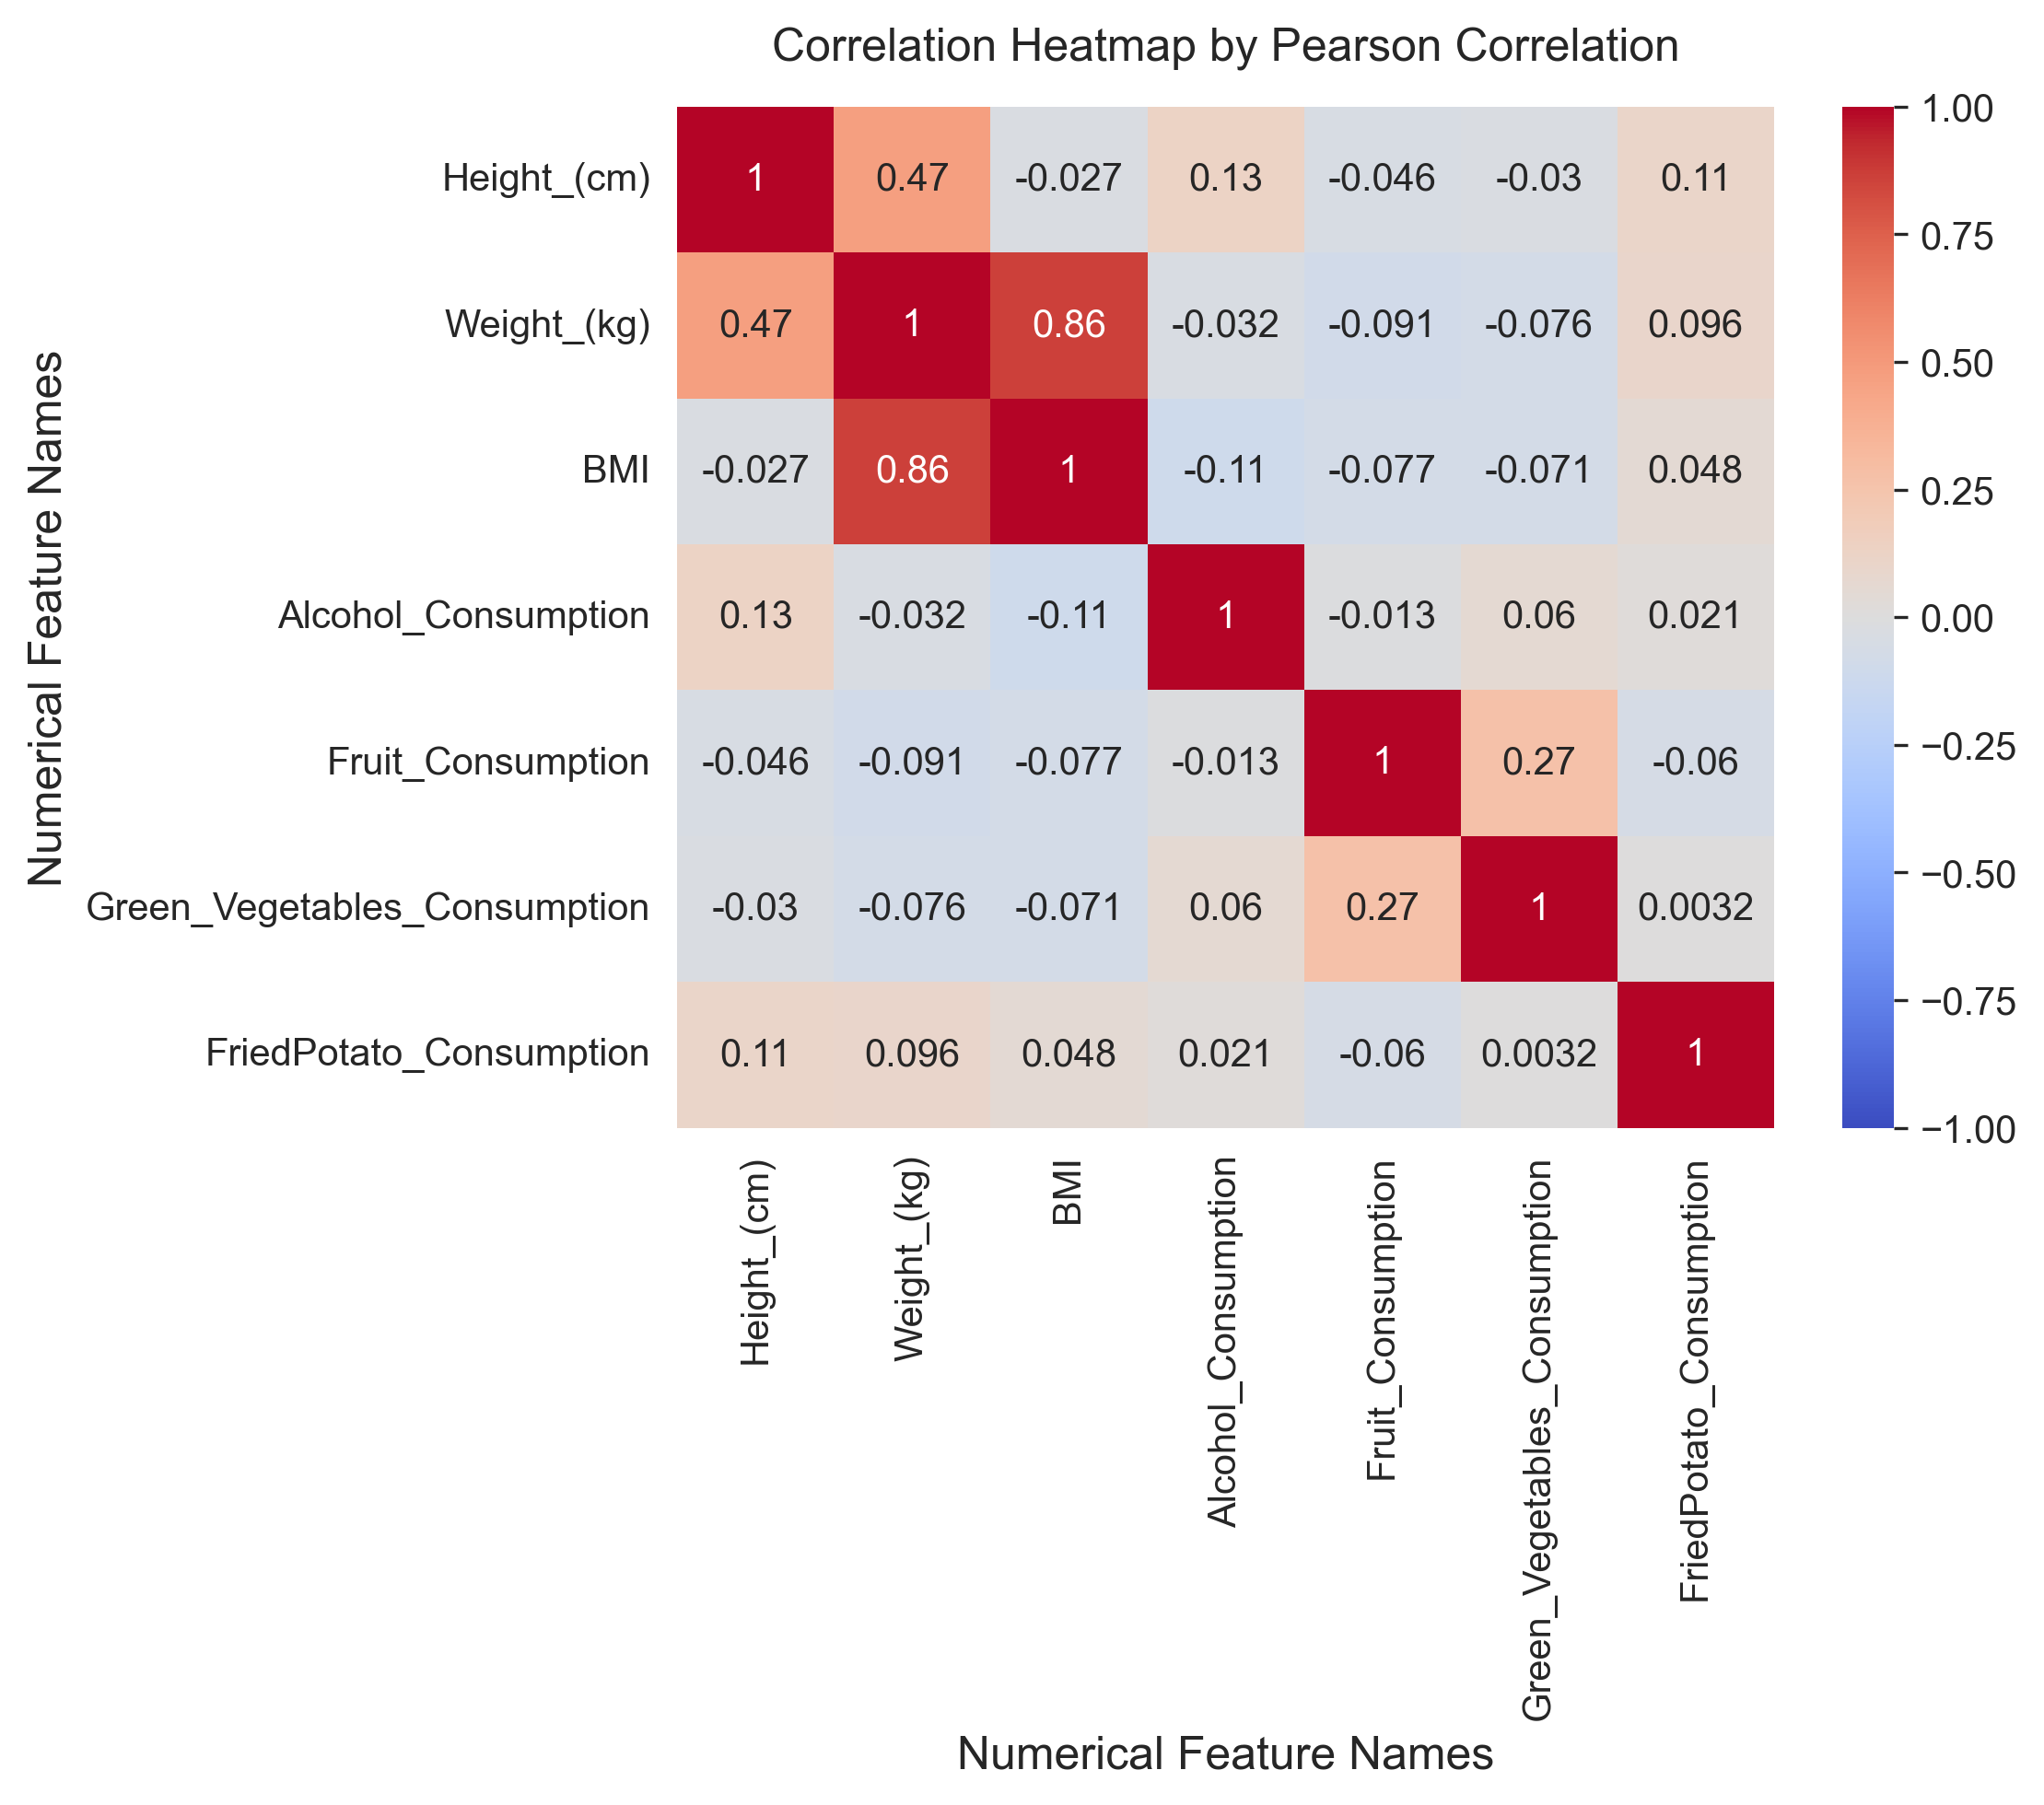 Correlation Heatmap by Pearson Correlation
Numerical Feature Names
Height_(cm) 1 0.47 -0.027 0.13 -0.046 -0.03 0.11
Weight_(kg) 0.47 1 0.86 -0.032 -0.091 -0.076 0.096
BMI -0.027 0.86 1 -0.11 -0.077 -0.071 0.048
Alcohol_Consumption 0.13 -0.032 -0.11 1 -0.013 0.06 0.021
Fruit_Consumption -0.046 -0.091 -0.077 -0.013 1 0.27 -0.06
Green_Vegetables_Consumption -0.03 -0.076 -0.071 0.06 0.27 1 0.0032
FriedPotato_Consumption 0.11 0.096 0.048 0.021 -0.06 0.0032 1
Height_(cm)
Weight_(kg)
BMI
Alcohol_Consumption
Fruit_Consumption
Green_Vegetables_Consumption
FriedPotato_Consumption
Numerical Feature Names
1.00
0.75
0.50
0.25
0.00
−0.25
−0.50
−0.75
−1.00